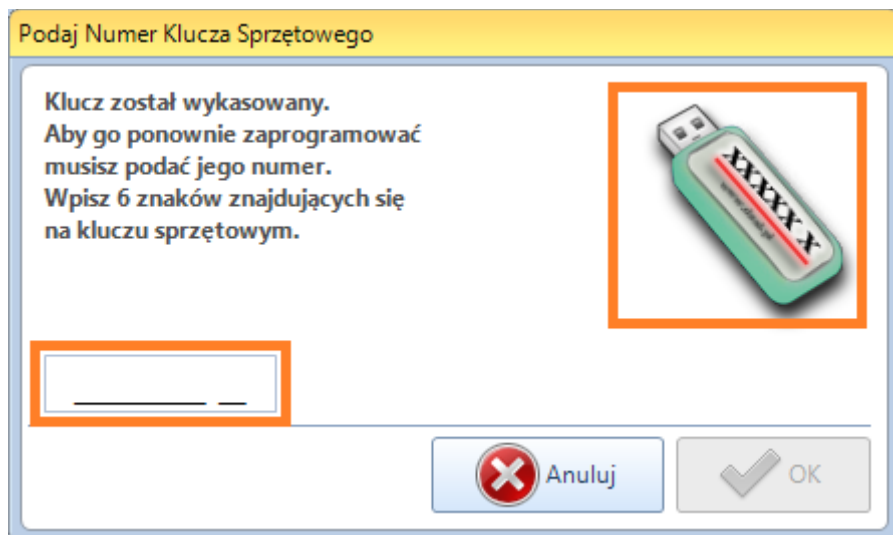 Podaj Numer Klucza Sprzętowego
Klucz został wykasowany.
Aby go ponownie zaprogramować
musisz podać jego numer.
Wpisz 6 znaków znajdujących się
na kluczu sprzętowym.
XXXXX X
Anuluj
OK